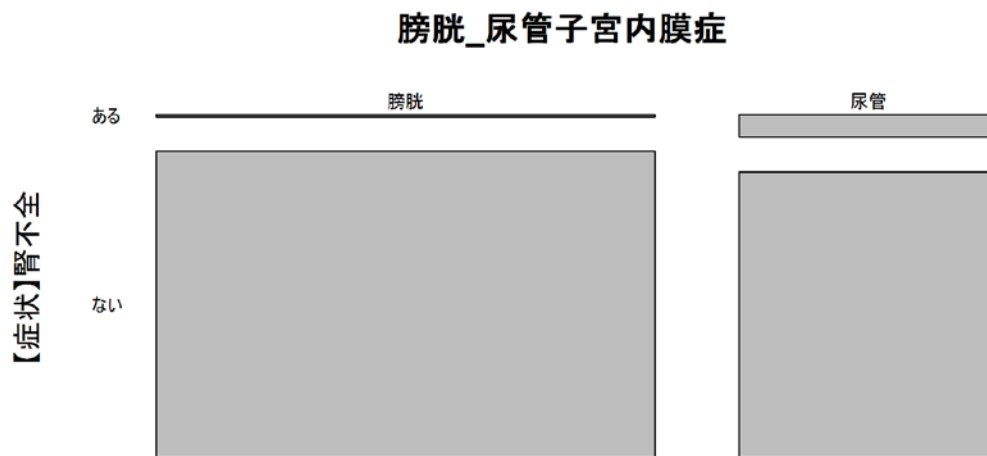 膀胱_尿管子宮内膜症
膀胱
尿管
ある
ない
【症状】腎不全